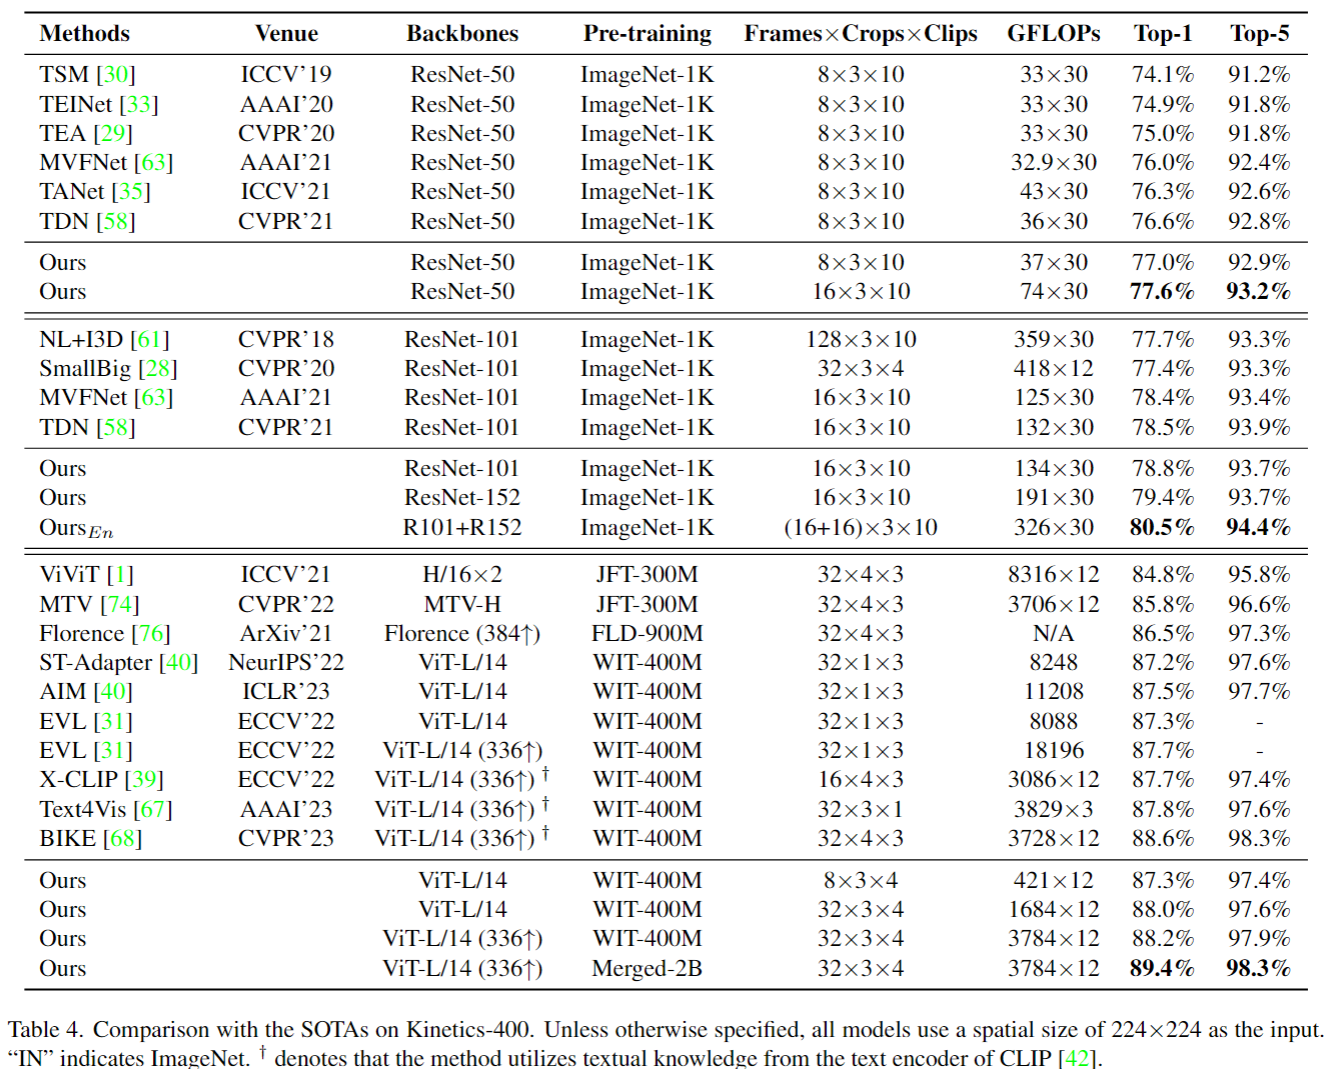 Methods Venue Backbones Pre-training Frames×Crops×Clips GFLOPs Top-1 Top-5
TSM [30] ICCV’19 ResNet-50 ImageNet-1K 8×3×10 33×30 74.1% 91.2%
TEINet [33] AAAI’20 ResNet-50 ImageNet-1K 8×3×10 33×30 74.9% 91.8%
TEA [29] CVPR’20 ResNet-50 ImageNet-1K 8×3×10 33×30 75.0% 91.8%
MVFNet [63] AAAI’21 ResNet-50 ImageNet-1K 8×3×10 32.9×30 76.0% 92.4%
TANet [35] ICCV’21 ResNet-50 ImageNet-1K 8×3×10 43×30 76.3% 92.6%
TDN [58] CVPR’21 ResNet-50 ImageNet-1K 8×3×10 36×30 76.6% 92.8%
Ours ResNet-50 ImageNet-1K 8×3×10 37×30 77.0% 92.9%
Ours ResNet-50 ImageNet-1K 16×3×10 74×30 77.6% 93.2%
NL+I3D [61] CVPR’18 ResNet-101 ImageNet-1K 128×3×10 359×30 77.7% 93.3%
SmallBig [28] CVPR’20 ResNet-101 ImageNet-1K 32×3×4 418×12 77.4% 93.3%
MVFNet [63] AAAI’21 ResNet-101 ImageNet-1K 16×3×10 125×30 78.4% 93.4%
TDN [58] CVPR’21 ResNet-101 ImageNet-1K 16×3×10 132×30 78.5% 93.9%
Ours ResNet-101 ImageNet-1K 16×3×10 134×30 78.8% 93.7%
Ours ResNet-152 ImageNet-1K 16×3×10 191×30 79.4% 93.7%
Ours_En R101+R152 ImageNet-1K (16+16)×3×10 326×30 80.5% 94.4%
ViViT [1] ICCV’21 H/16×2 JFT-300M 32×4×3 8316×12 84.8% 95.8%
MTV [74] CVPR’22 MTV-H JFT-300M 32×4×3 3706×12 85.8% 96.6%
Florence [76] ArXiv’21 Florence (384↑) FLD-900M 32×4×3 N/A 86.5% 97.3%
ST-Adapter [40] NeurIPS’22 ViT-L/14 WIT-400M 32×1×3 8248 87.2% 97.6%
AIM [40] ICLR’23 ViT-L/14 WIT-400M 32×1×3 11208 87.5% 97.7%
EVL [31] ECCV’22 ViT-L/14 WIT-400M 32×1×3 8088 87.3% -
EVL [31] ECCV’22 ViT-L/14 (336↑) WIT-400M 32×1×3 18196 87.7% -
X-CLIP [39] ECCV’22 ViT-L/14 (336↑) † WIT-400M 16×4×3 3086×12 87.7% 97.4%
Text4Vis [67] AAAI’23 ViT-L/14 (336↑) † WIT-400M 32×3×1 3829×3 87.8% 97.6%
BIKE [68] CVPR’23 ViT-L/14 (336↑) † WIT-400M 32×4×3 3728×12 88.6% 98.3%
Ours ViT-L/14 WIT-400M 8×3×4 421×12 87.3% 97.4%
Ours ViT-L/14 WIT-400M 32×3×4 1684×12 88.0% 97.6%
Ours ViT-L/14 (336↑) WIT-400M 32×3×4 3784×12 88.2% 97.9%
Ours ViT-L/14 (336↑) Merged-2B 32×3×4 3784×12 89.4% 98.3%
Table 4. Comparison with the SOTAs on Kinetics-400. Unless otherwise specified, all models use a spatial size of 224×224 as the input.
“IN” indicates ImageNet. † denotes that the method utilizes textual knowledge from the text encoder of CLIP [42].